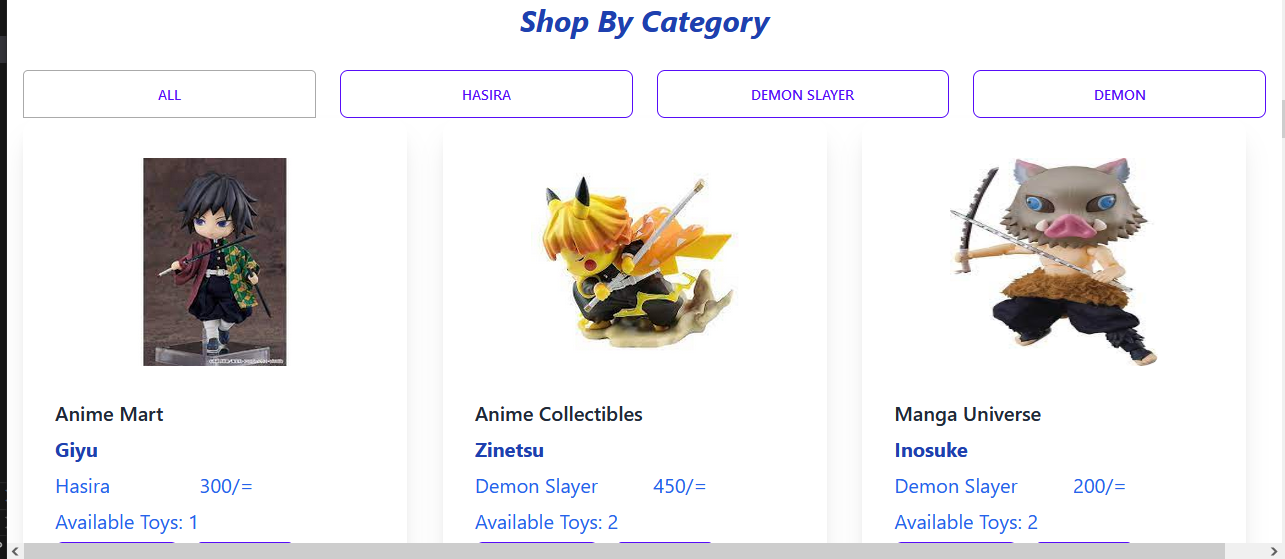 Shop By Category
ALL HASIRA DEMON SLAYER DEMON
Anime Mart
Giyu
Hasira 300/=
Available Toys: 1
Anime Collectibles
Zinetsu
Demon Slayer 450/=
Available Toys: 2
Manga Universe
Inosuke
Demon Slayer 200/=
Available Toys: 2